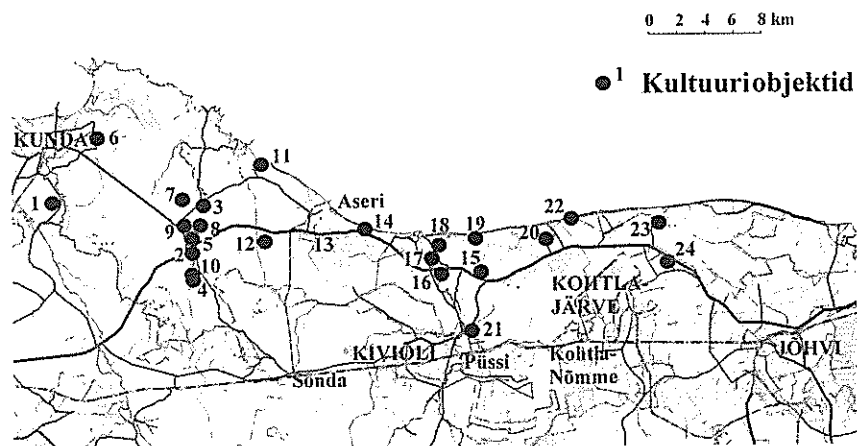 0 2 4 6 8 km
1 Kultuuriobjektid
KUNDA 6
11
1
7
3
Aseri
9 8
14
22
5
12
13
18 19
20
23
2
17
10
16
15
24
4
KOHTLA-
JÄRVE
21
KIVIÕLI
Püssi
Kohtla-
Nõmme
JÕHVI
Sonda